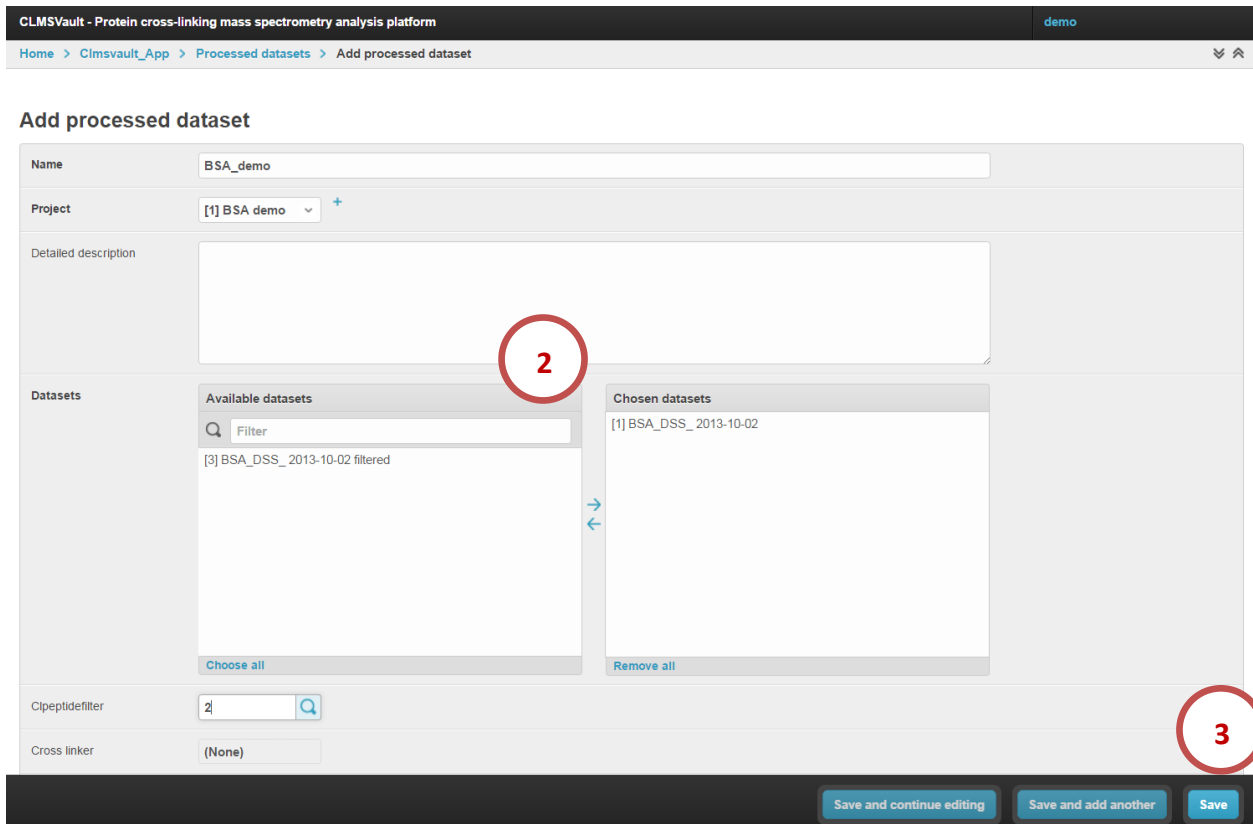 CLMSVault - Protein cross-linking mass spectrometry analysis platform
demo
Home > Clmsvault_App > Processed datasets > Add processed dataset
Add processed dataset
Name
BSA_demo
Project
[1] BSA demo
+
Detailed description
2
Datasets
Available datasets
Filter
[3] BSA_DSS_ 2013-10-02 filtered
Choose all
Chosen datasets
[1] BSA_DSS_ 2013-10-02
Remove all
Clpeptidefilter
2
Cross linker
(None)
3
Save and continue editing
Save and add another
Save